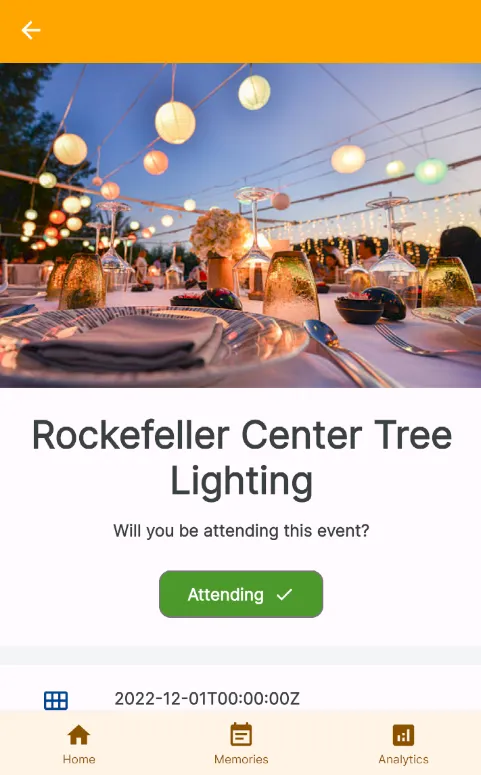 Rockefeller Center Tree
Lighting
Will you be attending this event?
Attending
2022-12-01T00:00:00Z
Home
Memories
Analytics